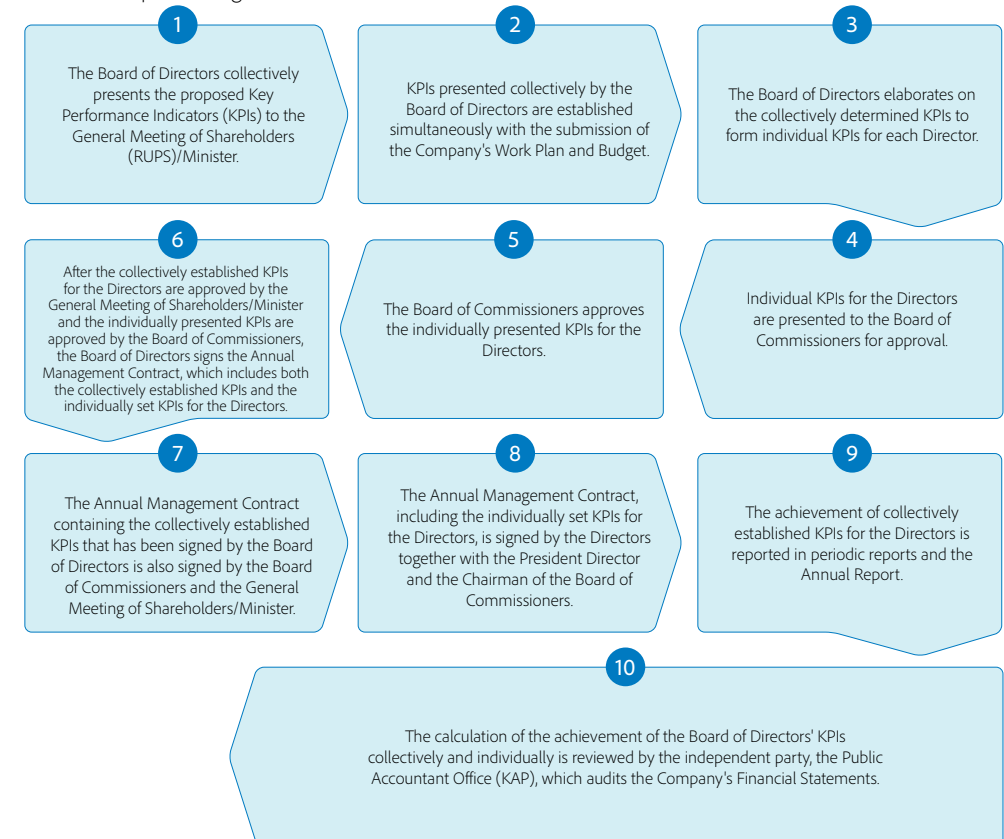 1
The Board of Directors collectively
presents the proposed Key
Performance Indicators (KPIs) to the
General Meeting of Shareholders
(RUPS)/Minister.
2
KPIs presented collectively by the
Board of Directors are established
simultaneously with the submission of
the Company's Work Plan and Budget.
3
The Board of Directors elaborates on
the collectively determined KPIs to
form individual KPIs for each Director.
4
Individual KPIs for the Directors
are presented to the Board of
Commissioners for approval.
5
The Board of Commissioners approves
the individually presented KPIs for the
Directors.
6
After the collectively established KPIs
for the Directors are approved by the
General Meeting of Shareholders/Minister
and the individually presented KPIs are
approved by the Board of Commissioners,
the Board of Directors signs the Annual
Management Contract, which includes both
the collectively established KPIs and the
individually set KPIs for the Directors.
7
The Annual Management Contract
containing the collectively established
KPIs that has been signed by the Board
of Directors is also signed by the Board
of Commissioners and the General
Meeting of Shareholders/Minister.
8
The Annual Management Contract,
including the individually set KPIs for
the Directors, is signed by the Directors
together with the President Director
and the Chairman of the Board of
Commissioners.
9
The achievement of collectively
established KPIs for the Directors is
reported in periodic reports and the
Annual Report.
10
The calculation of the achievement of the Board of Directors' KPIs
collectively and individually is reviewed by the independent party, the Public
Accountant Office (KAP), which audits the Company's Financial Statements.